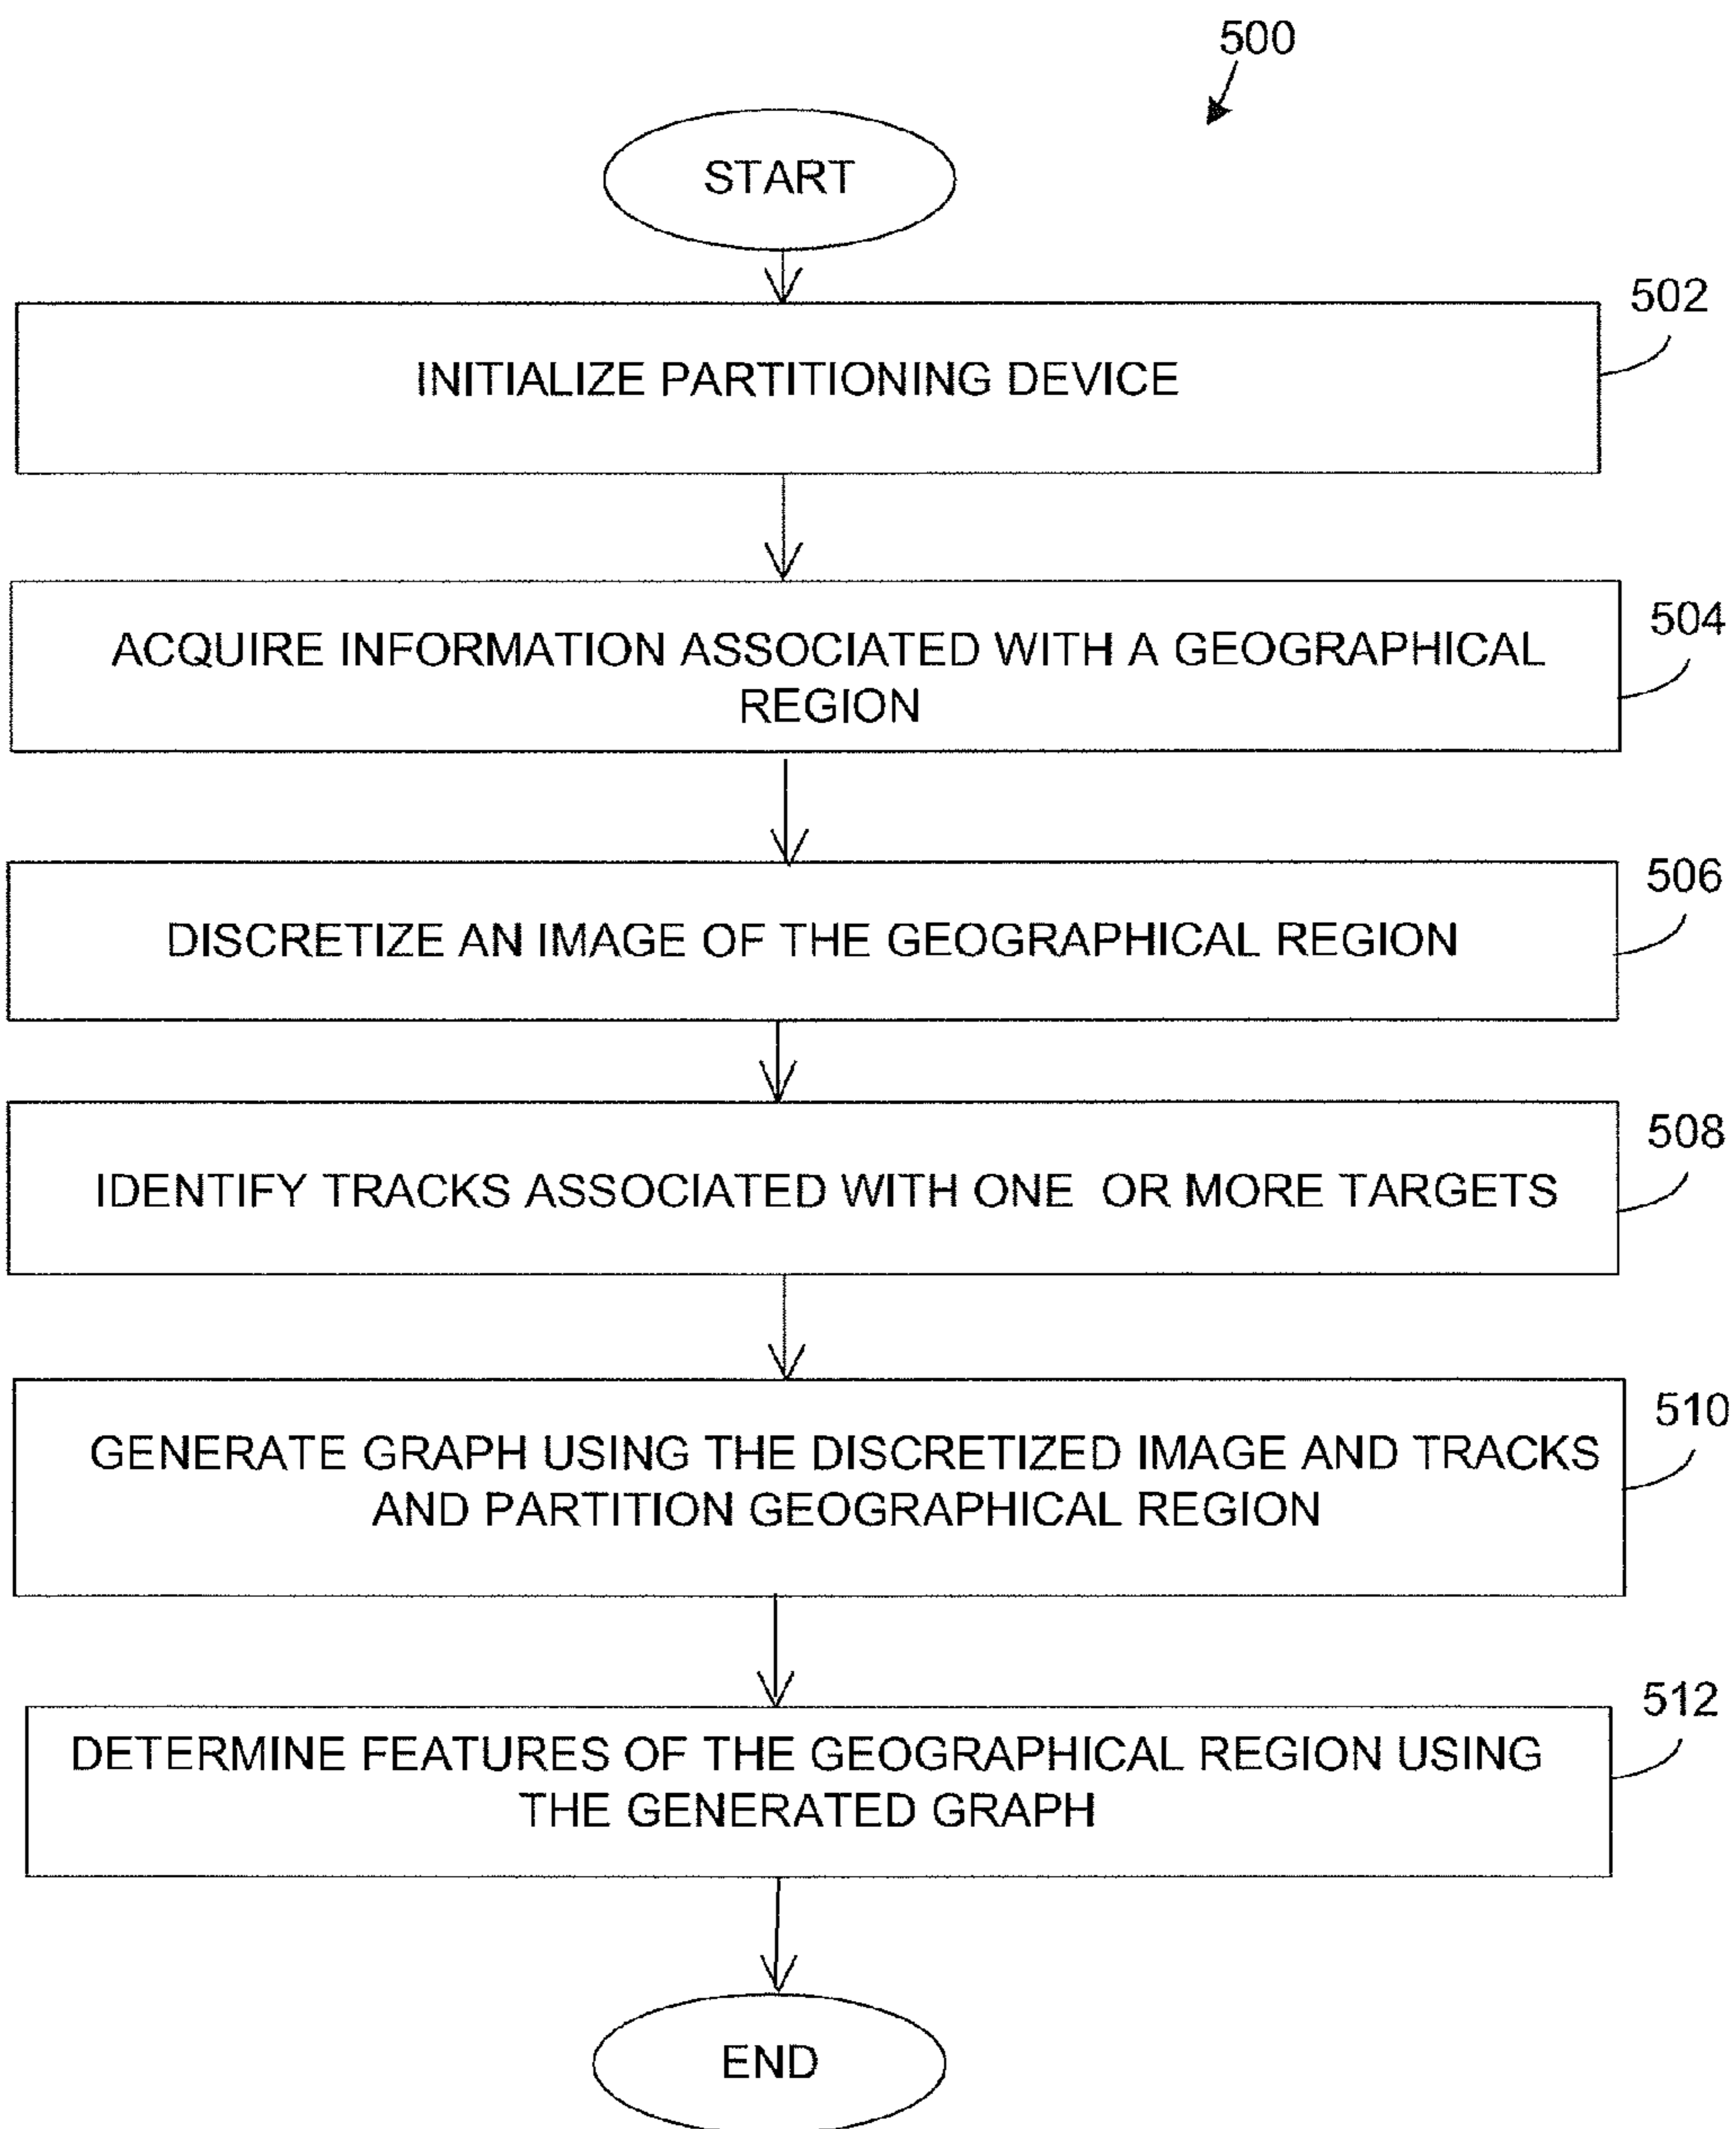 500
START
502
INITIALIZE PARTITIONING DEVICE
504
ACQUIRE INFORMATION ASSOCIATED WITH A GEOGRAPHICAL
REGION
506
DISCRETIZE AN IMAGE OF THE GEOGRAPHICAL REGION
508
IDENTIFY TRACKS ASSOCIATED WITH ONE OR MORE TARGETS
510
GENERATE GRAPH USING THE DISCRETIZED IMAGE AND TRACKS
AND PARTITION GEOGRAPHICAL REGION
512
DETERMINE FEATURES OF THE GEOGRAPHICAL REGION USING
THE GENERATED GRAPH
END